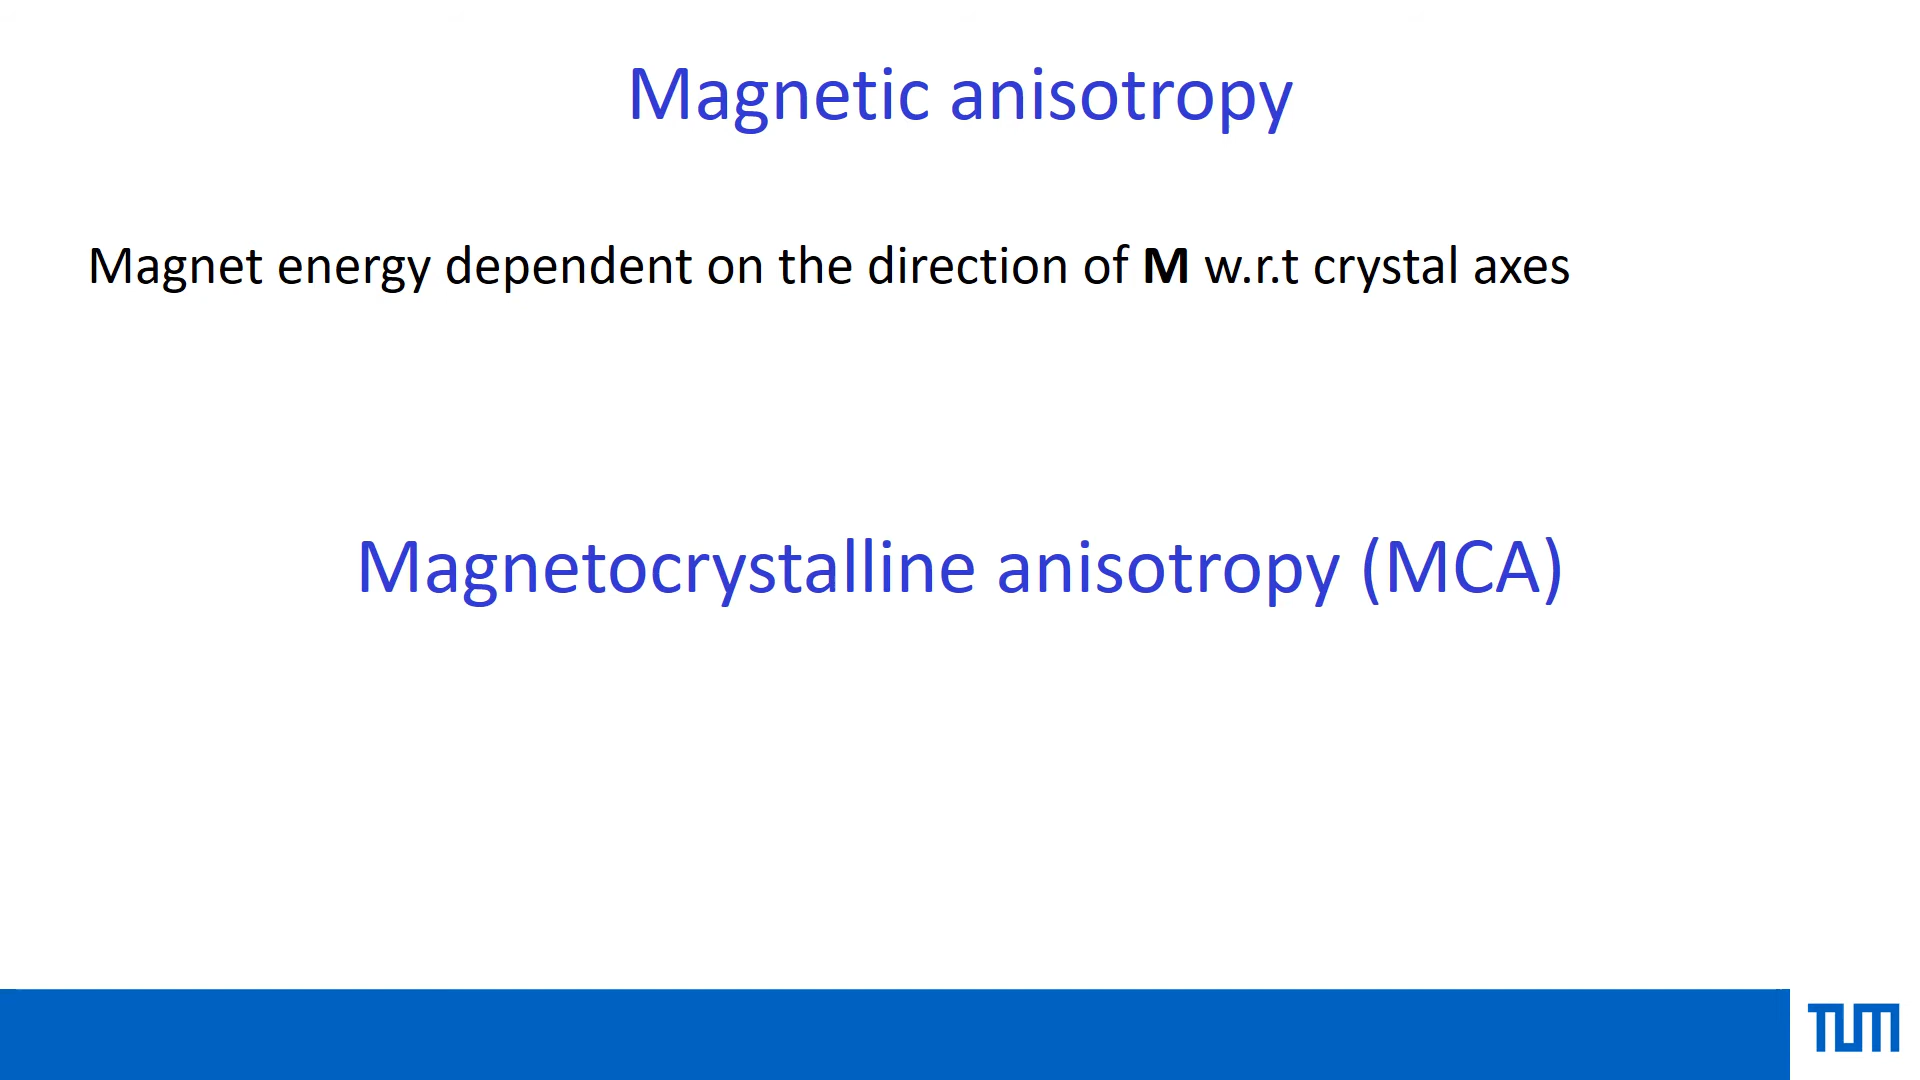 Magnetic anisotropy
Magnet energy dependent on the direction of M w.r.t crystal axes
Magnetocrystalline anisotropy (MCA)
TUM